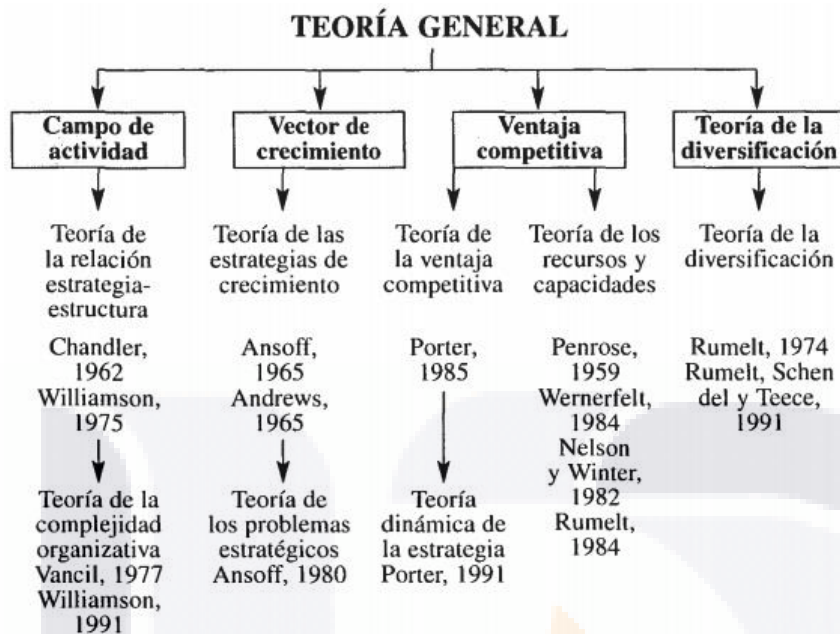 TEORÍA GENERAL
Campo de
actividad
Vector de
crecimiento
Ventaja
competitiva
Teoría de la
diversificación
Teoría de
la relación
estrategia-
estructura
Chandler,
1962
Williamson,
1975
Teoría de la
complejidad
organizativa
Vancil, 1977
Williamson,
1991
Teoría de las
estrategias de
crecimiento
Ansoff,
1965
Andrews,
1965
Teoría de
los problemas
estratégicos
Ansoff, 1980
Teoría de
la ventaja
competitiva
Porter,
1985
Teoría
dinámica de
la estrategia
Porter, 1991
Teoría de los
recursos y
capacidades
Penrose,
1959
Wernerfelt,
1984
Nelson
y Winter,
1982
Rumelt,
1984
Teoría de la
diversificación
Rumelt, 1974
Rumelt, Schen
del y Teece,
1991